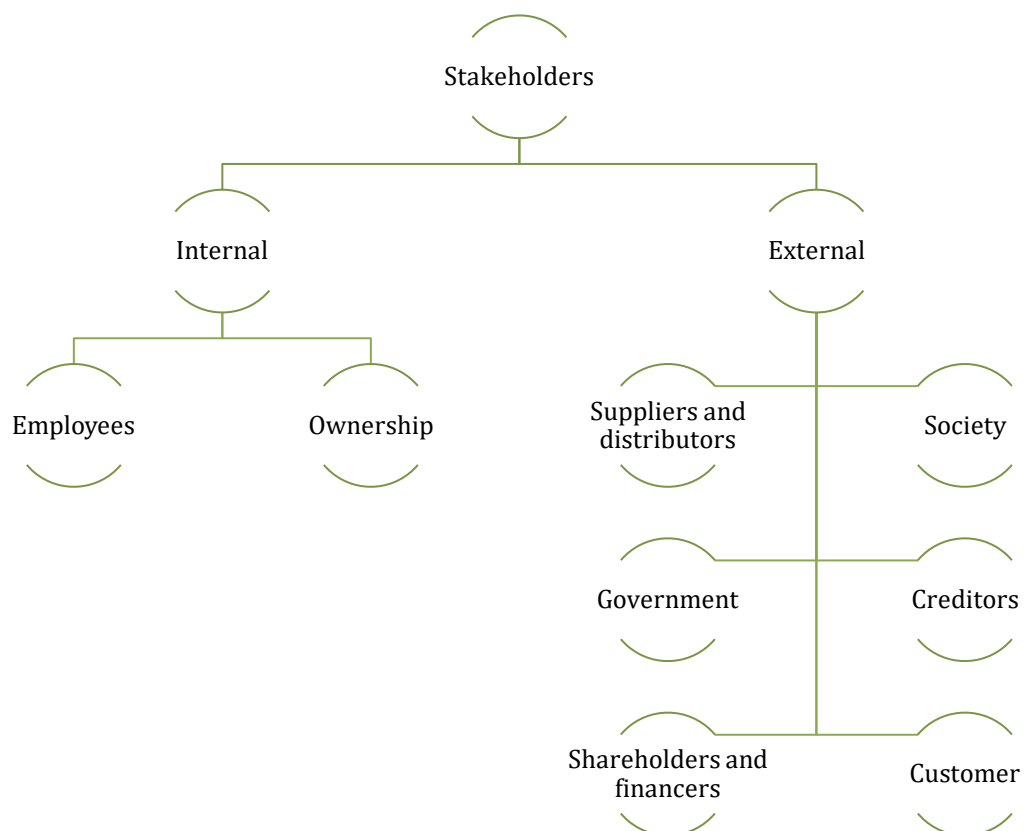 Stakeholders
Internal
External
Employees
Ownership
Suppliers and
distributors
Society
Government
Creditors
Shareholders and
financers
Customer